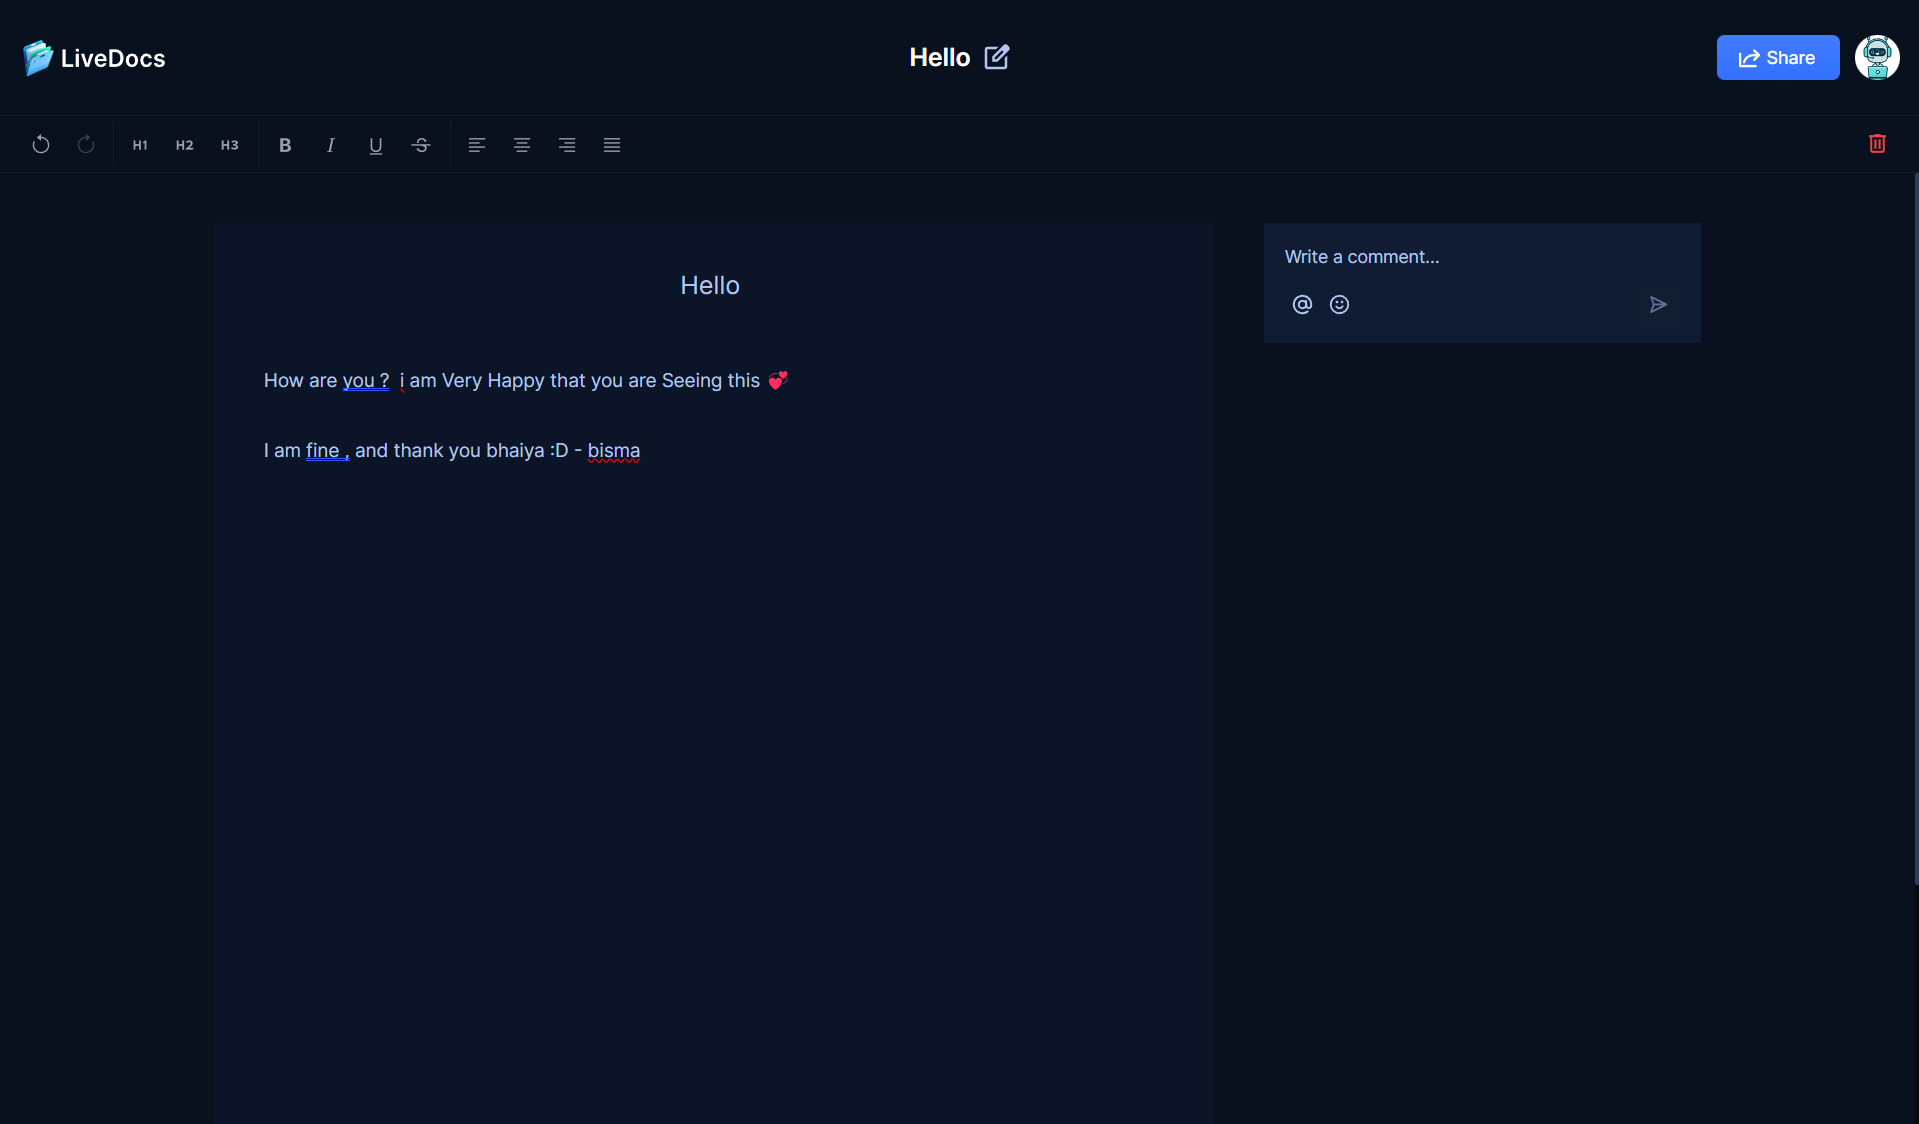 LiveDocs
Hello
Share
H1 H2 H3 B I U S
Hello
How are you ?  i am Very Happy that you are Seeing this 💞
I am fine , and thank you bhaiya :D - bisma
Write a comment...